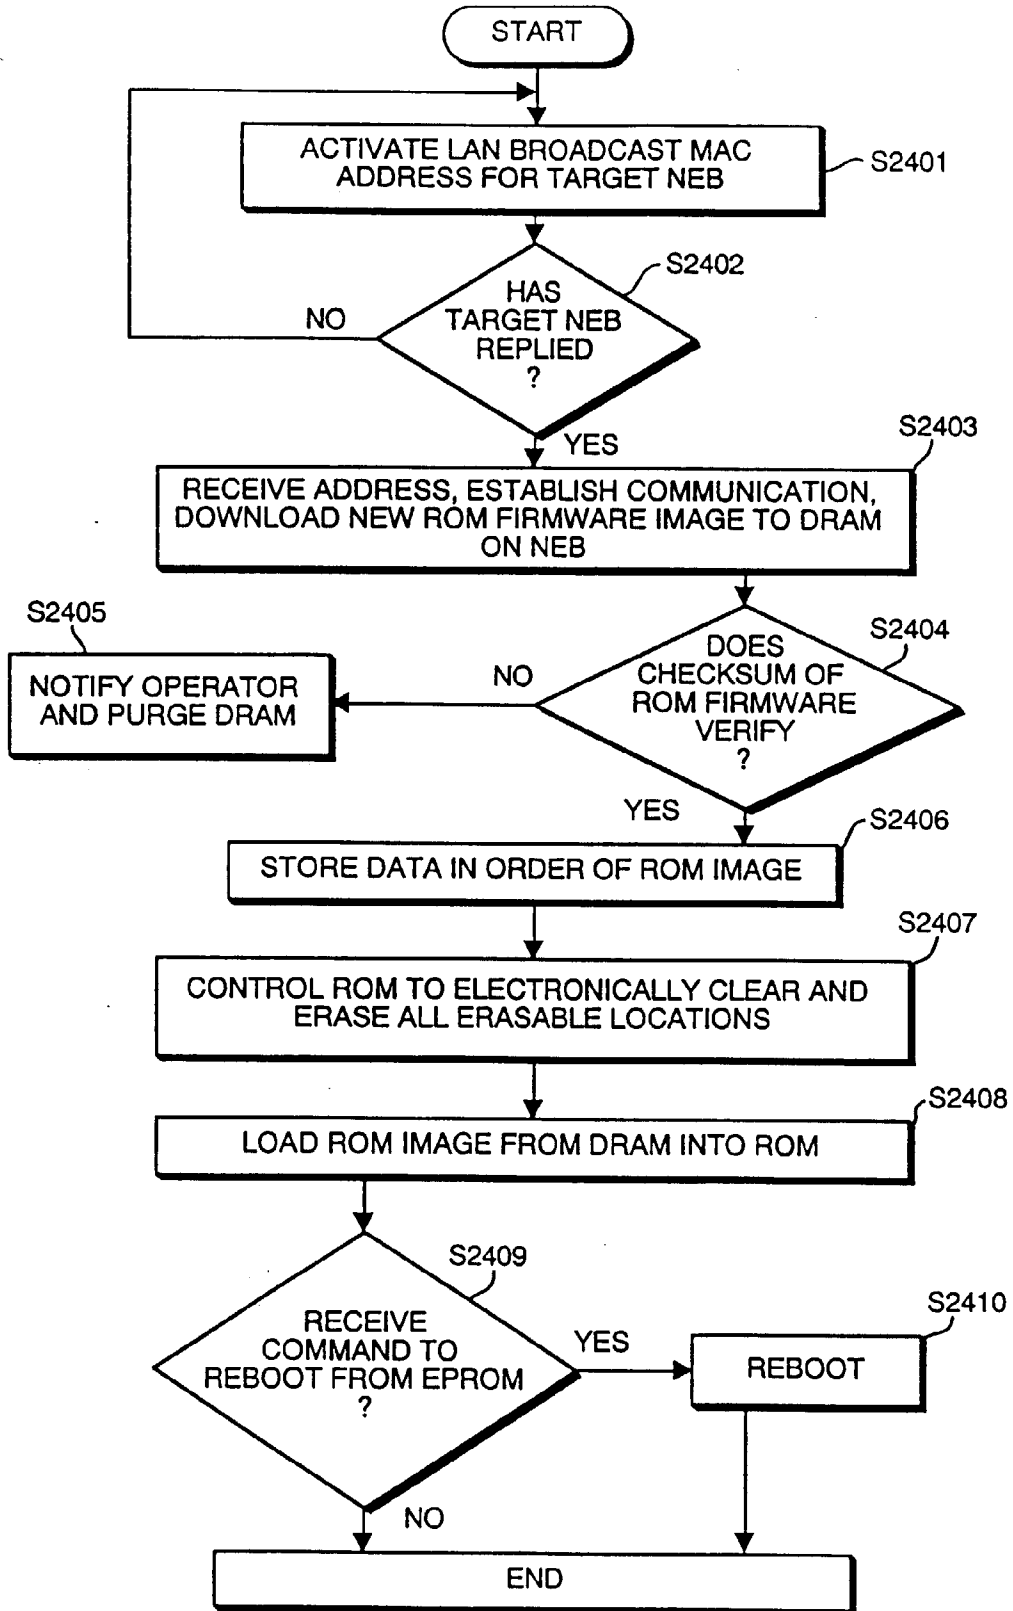 START
ACTIVATE LAN BROADCAST MAC
ADDRESS FOR TARGET NEB
S2401
S2402
HAS
TARGET NEB
REPLIED
?
NO
YES
S2403
RECEIVE ADDRESS, ESTABLISH COMMUNICATION,
DOWNLOAD NEW ROM FIRMWARE IMAGE TO DRAM
ON NEB
S2405
NOTIFY OPERATOR
AND PURGE DRAM
NO
S2404
DOES
CHECKSUM OF
ROM FIRMWARE
VERIFY
?
YES
S2406
STORE DATA IN ORDER OF ROM IMAGE
S2407
CONTROL ROM TO ELECTRONICALLY CLEAR AND
ERASE ALL ERASABLE LOCATIONS
S2408
LOAD ROM IMAGE FROM DRAM INTO ROM
S2409
RECEIVE
COMMAND TO
REBOOT FROM EPROM
?
YES
S2410
REBOOT
NO
END